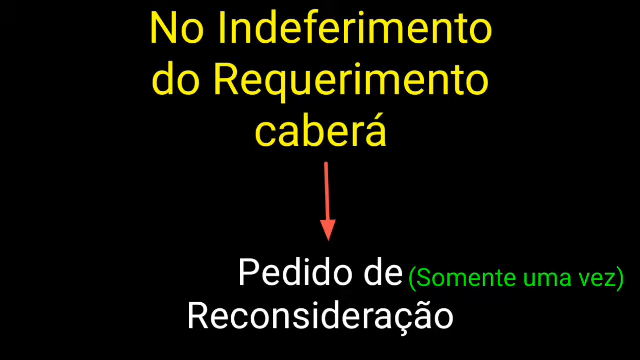 No Indeferimento
do Requerimento
caberá
Pedido de (Somente uma vez)
Reconsideração